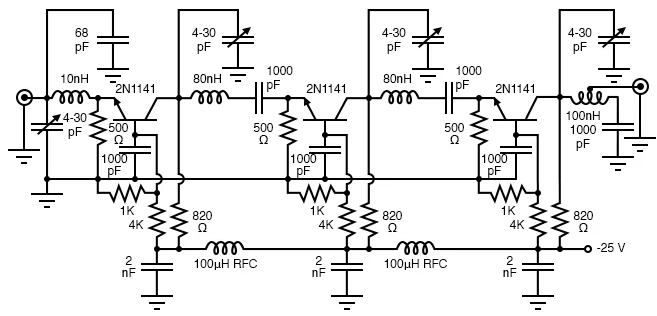 68
pF
4-30
pF
4-30
pF
4-30
pF
10nH
2N1141
80nH
1000
pF
2N1141
80nH
1000
pF
2N1141
4-30
pF
500
Ω
1000
pF
500
Ω
1000
pF
500
Ω
1000
pF
100nH
1000
pF
1K
4K
820
Ω
1K
4K
820
Ω
1K
4K
820
Ω
-25 V
2
nF
100µH RFC
2
nF
100µH RFC
2
nF